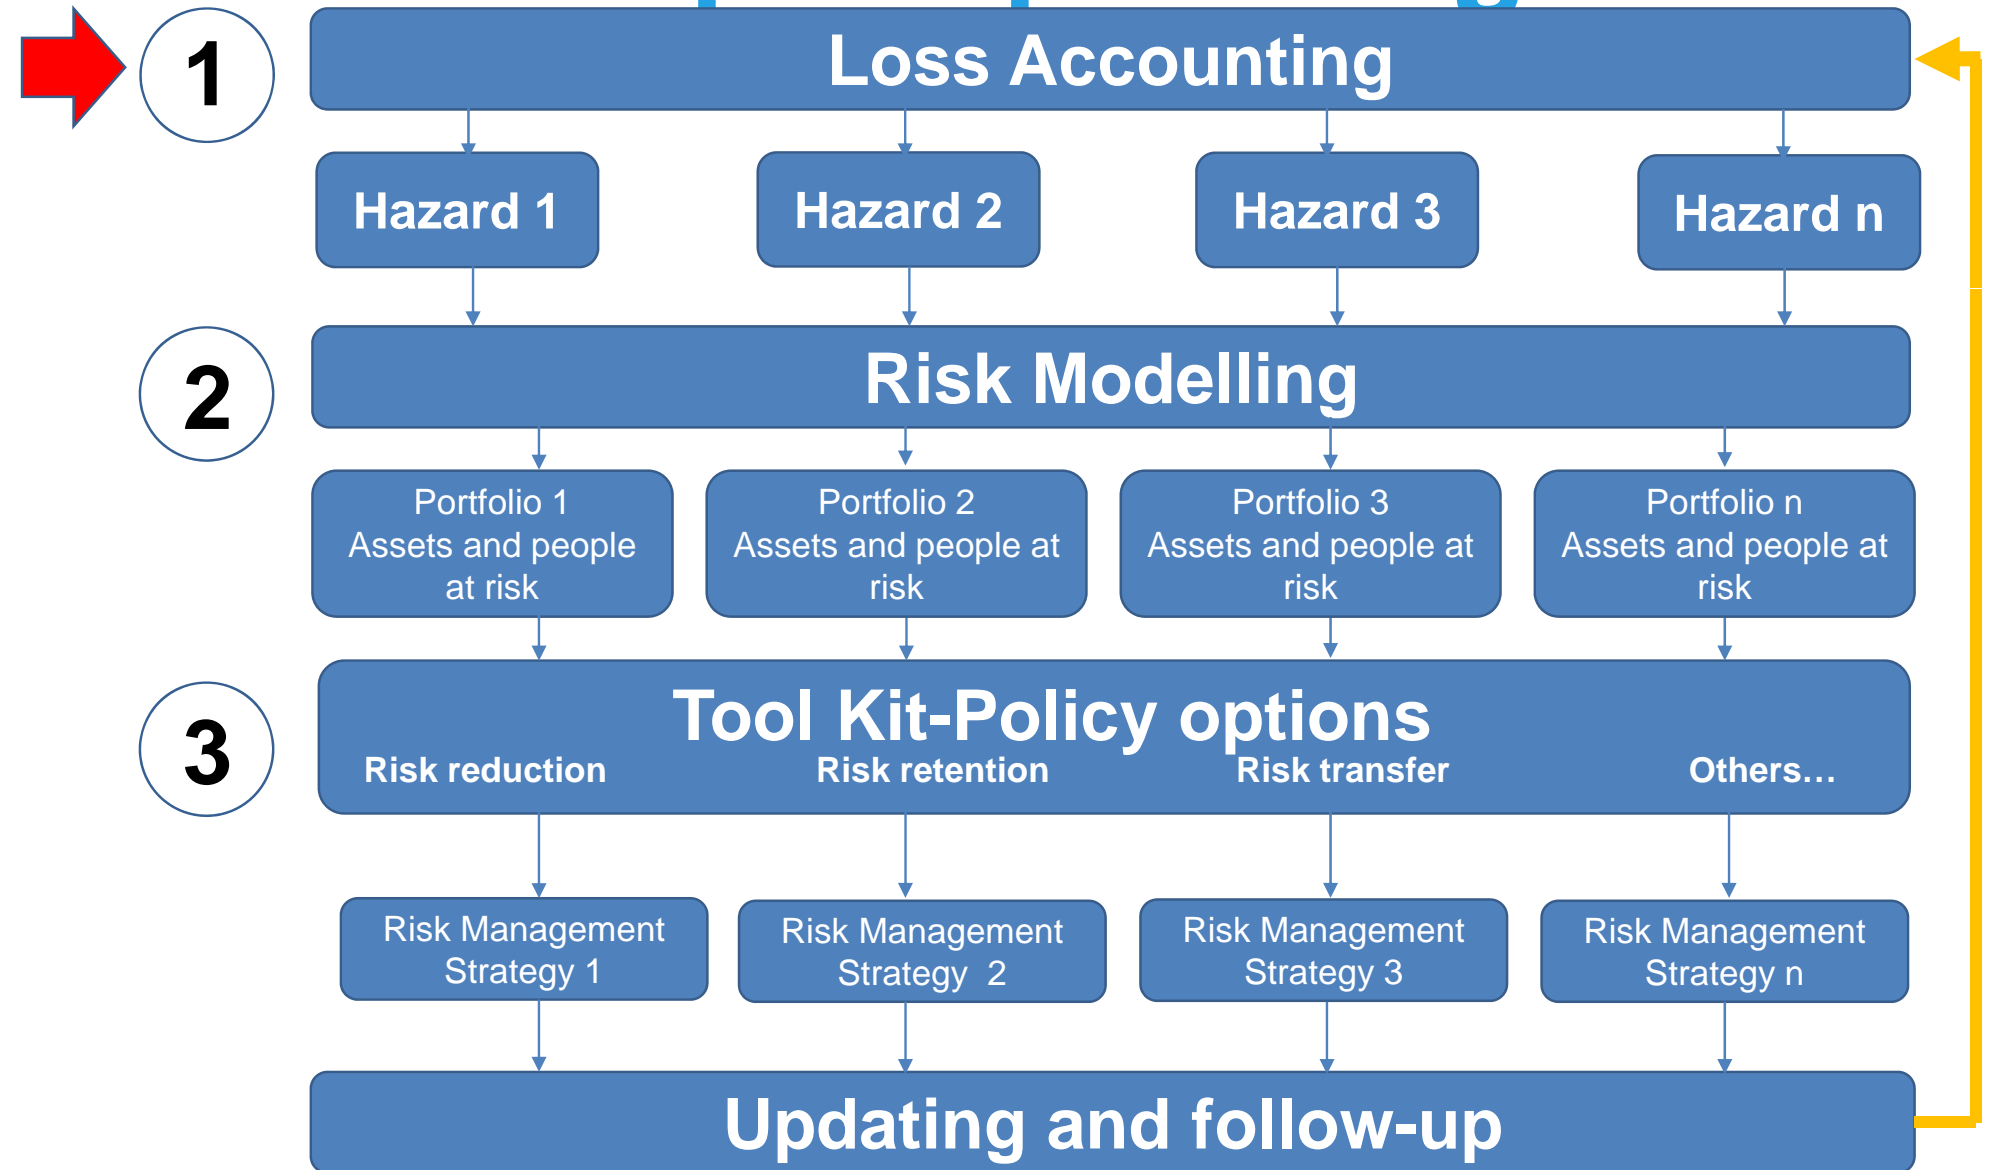 1
Loss Accounting
Hazard 1
Hazard 2
Hazard 3
Hazard n
2
Risk Modelling
Portfolio 1
Assets and people
at risk
Portfolio 2
Assets and people at
risk
Portfolio 3
Assets and people at
risk
Portfolio n
Assets and people at
risk
3
Tool Kit-Policy options
Risk reduction
Risk retention
Risk transfer
Others…
Risk Management
Strategy 1
Risk Management
Strategy 2
Risk Management
Strategy 3
Risk Management
Strategy n
Updating and follow-up